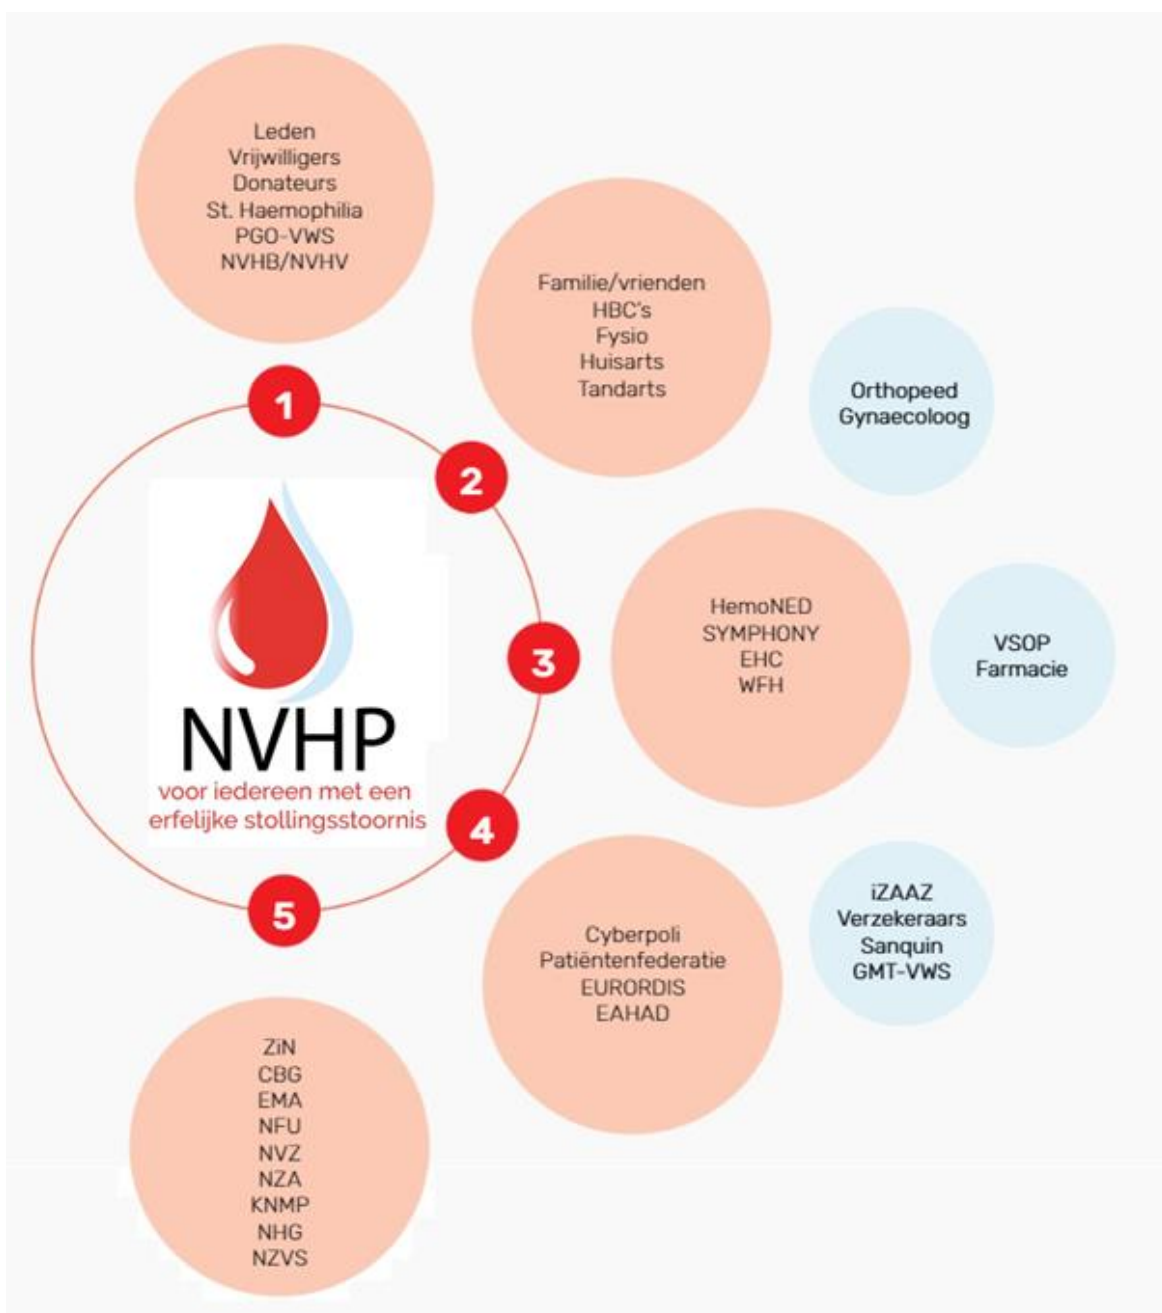 Leden
Vrijwilligers
Donateurs
St. Haemophilia
PGO-VWS
NVHB/NVHV
Familie/vrienden
HBC's
Fysio
Huisarts
Tandarts
Orthopeed
Gynaecoloog
1
2
HemoNED
SYMPHONY
EHC
WFH
VSOP
Farmacie
3
NVHP
voor iedereen met een
erfelijke stollingsstoornis
4
5
Cyberpoli
Patiëntenfederatie
EURORDIS
EAHAD
iZAAZ
Verzekeraars
Sanquin
GMT-VWS
ZiN
CBG
EMA
NFU
NVZ
NZA
KNMP
NHG
NZVS